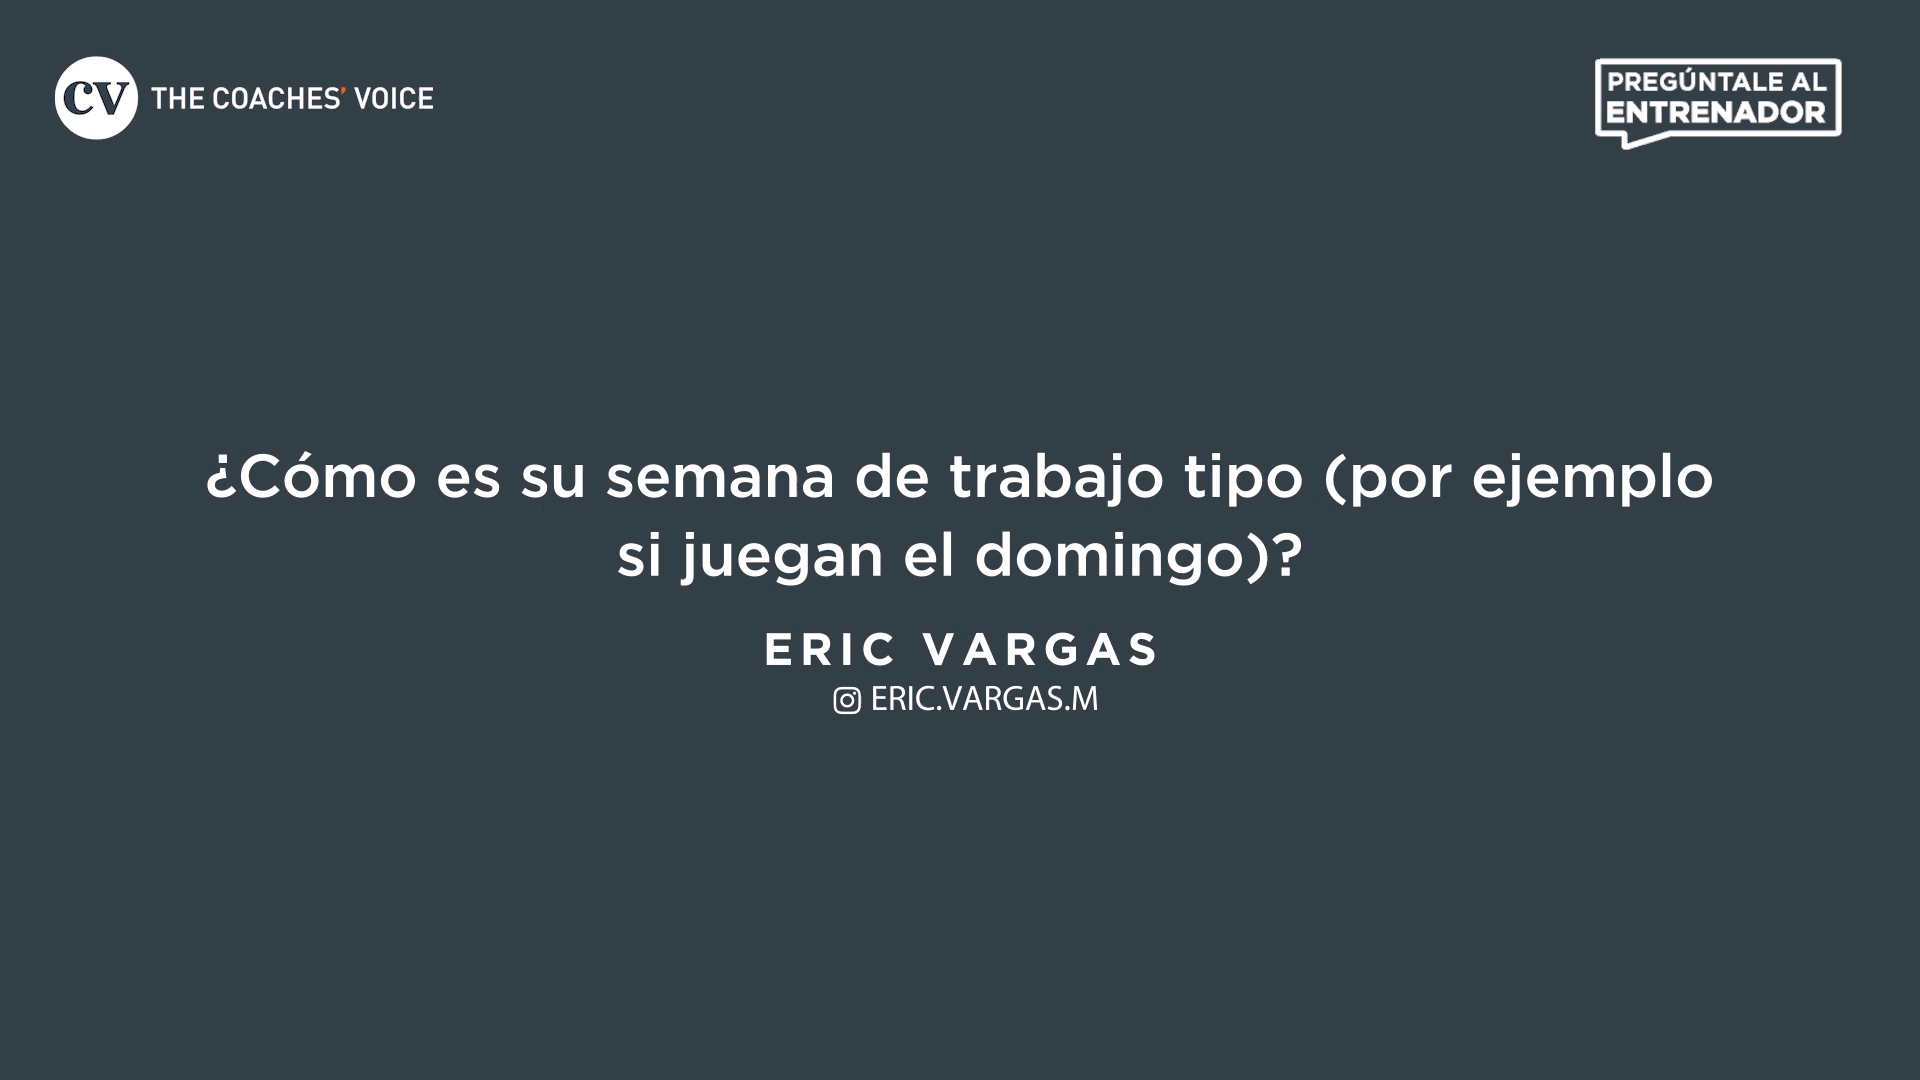 CV THE COACHES' VOICE
PREGÚNTALE AL
ENTRENADOR
¿Cómo es su semana de trabajo tipo (por ejemplo
si juegan el domingo)?
ERIC VARGAS
ERIC.VARGAS.M